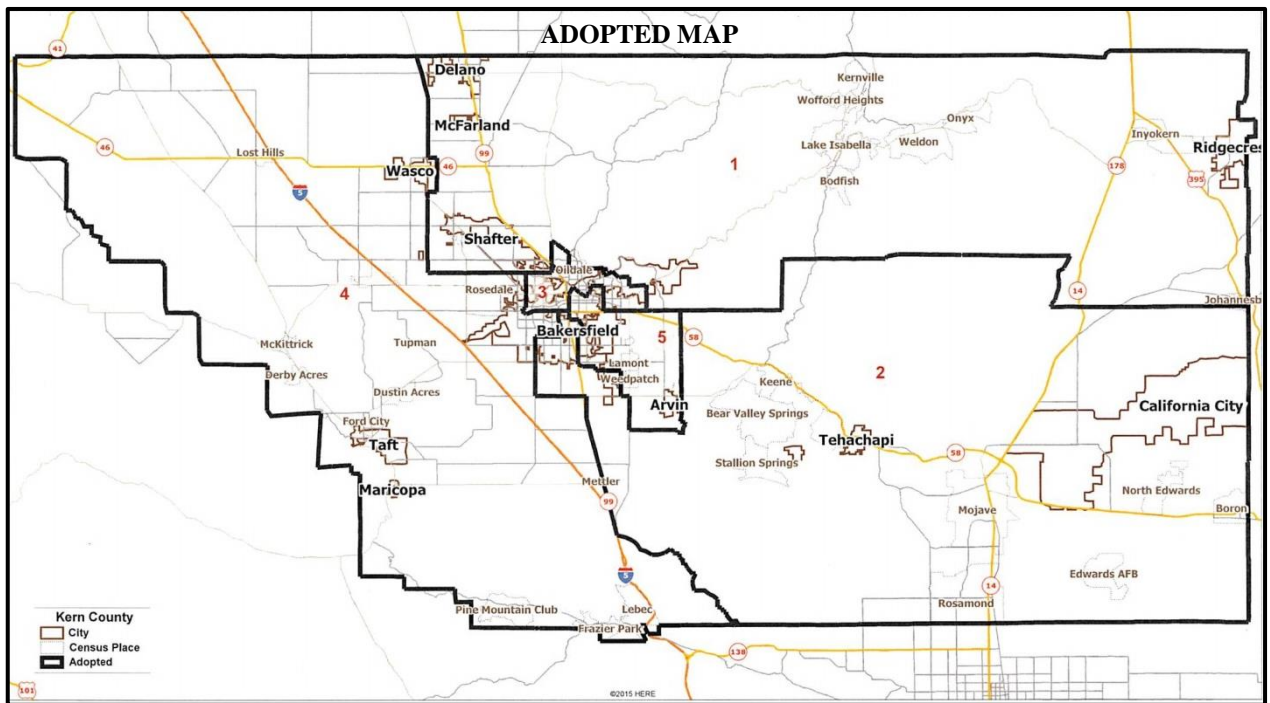 ADOPTED MAP
41
Delano
Kernville
Wofford Heights
Onyx
McFarland
Inyokern
46
Lost Hills
99
Lake Isabella
Weldon
Ridgecres
Wasco
46
1
178
395
5
Bodfish
Shafter
Oildale
4
Rosedale
3
14
Johannesb
Bakersfield
5
58
McKittrick
Tupman
Lamont
Derby Acres
Weedpatch
Keene
2
Dustin Acres
Arvin
Bear Valley Springs
California City
Ford City
Taft
Tehachapi
58
Stallion Springs
Maricopa
Mettler
North Edwards
99
Mojave
Boron
5
Edwards AFB
14
Rosamond
Pine Mountain Club
Lebec
Frazier Park
Kern County
City
Census Place
Adopted
138
101
©2015 HERE